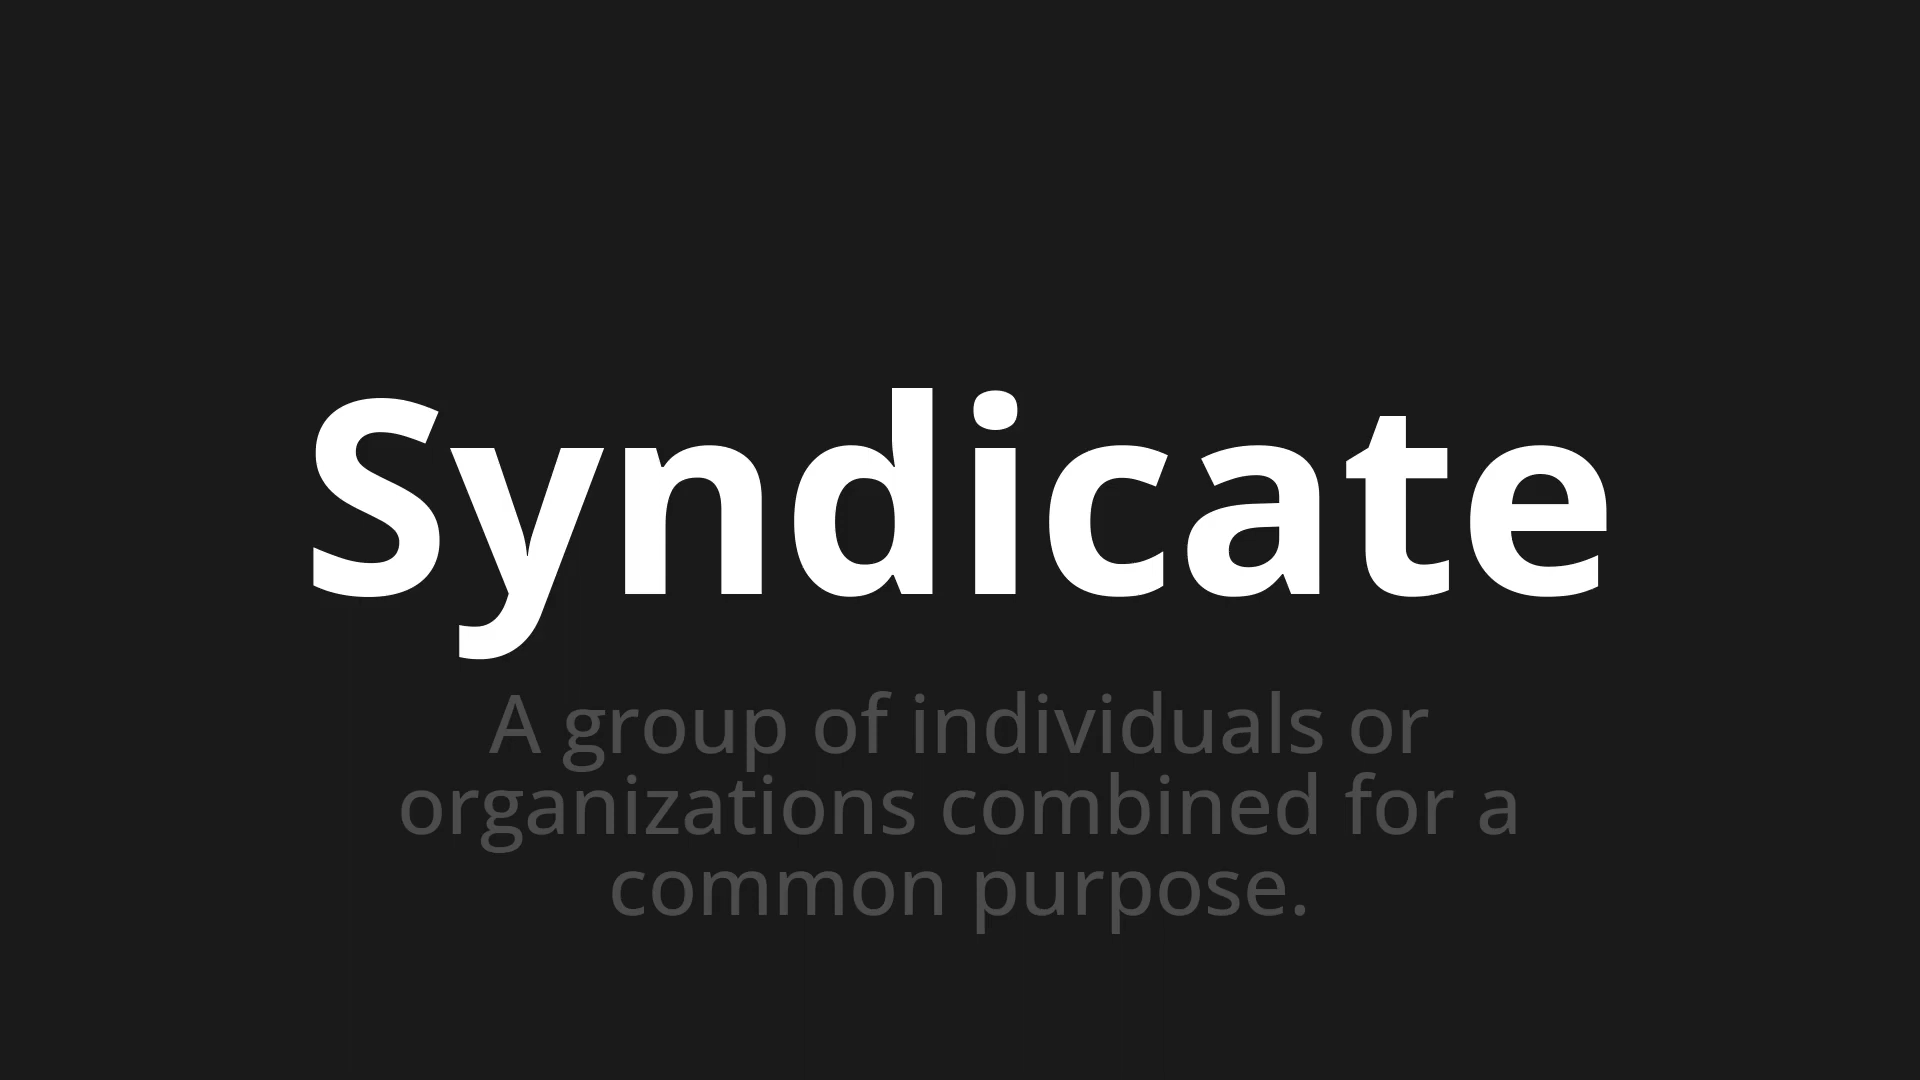 Syndicate
A group of individuals or
organizations combined for a
common purpose.